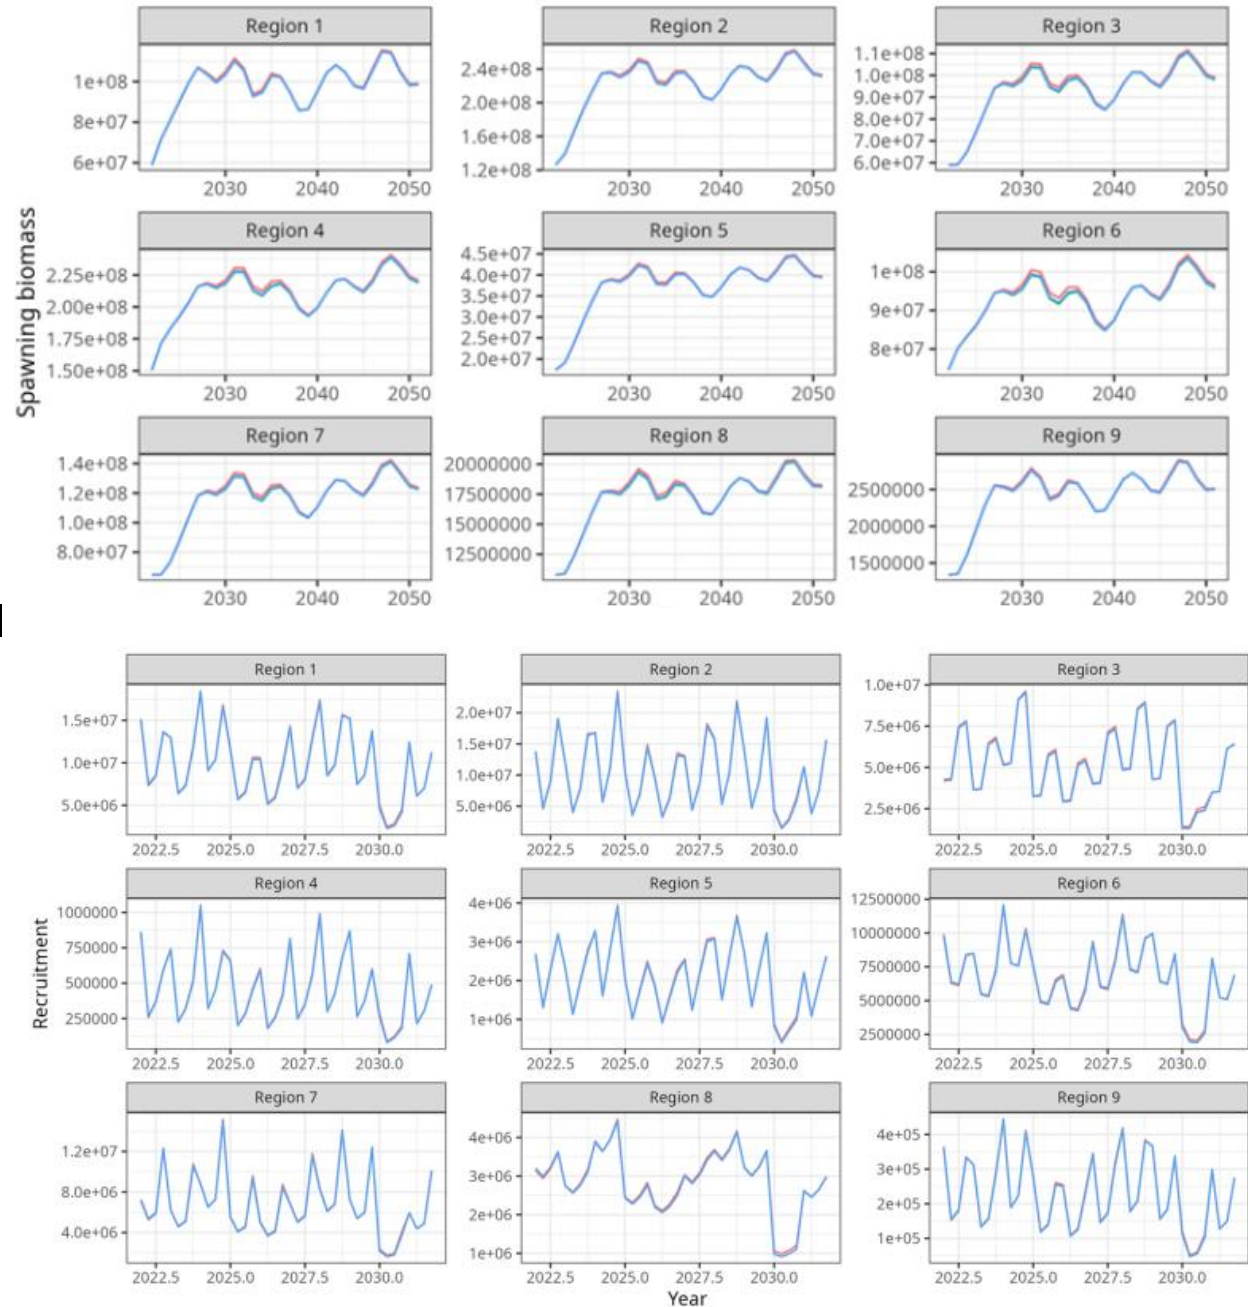 Region 1 Region 2 Region 3
1e+08 2.4e+08 1.1e+08
1.0e+08
8e+07 2.0e+08 9.0e+07
1.6e+08 8.0e+07
7.0e+07
6e+07 1.2e+08 6.0e+07
2030 2040 2050 2030 2040 2050 2030 2040 2050
Spawning biomass
Region 4 Region 5 Region 6
2.25e+08 4.5e+07 1e+08
4.0e+07
2.00e+08 3.5e+07 9e+07
1.75e+08 3.0e+07
2.5e+07 8e+07
1.50e+08 2.0e+07
2030 2040 2050 2030 2040 2050 2030 2040 2050
Region 7 Region 8 Region 9
1.4e+08 20000000 2500000
1.2e+08 17500000
1.0e+08 15000000 2000000
8.0e+07 12500000 1500000
2030 2040 2050 2030 2040 2050 2030 2040 2050
Region 1 Region 2 Region 3
1.5e+07 2.0e+07 1.0e+07
1.5e+07 7.5e+06
1.0e+07 1.0e+07 5.0e+06
5.0e+06 5.0e+06 2.5e+06
2022.5 2025.0 2027.5 2030.0 2022.5 2025.0 2027.5 2030.0 2022.5 2025.0 2027.5 2030.0
Recruitment
Region 4 Region 5 Region 6
1000000 4e+06 12500000
750000 3e+06 10000000
500000 2e+06 7500000
5000000
250000 1e+06 2500000
2022.5 2025.0 2027.5 2030.0 2022.5 2025.0 2027.5 2030.0 2022.5 2025.0 2027.5 2030.0
Region 7 Region 8 Region 9
1.2e+07 4e+06 4e+05
8.0e+06 3e+06 3e+05
2e+06 2e+05
4.0e+06 1e+06 1e+05
2022.5 2025.0 2027.5 2030.0 2022.5 2025.0 2027.5 2030.0 2022.5 2025.0 2027.5 2030.0
Year